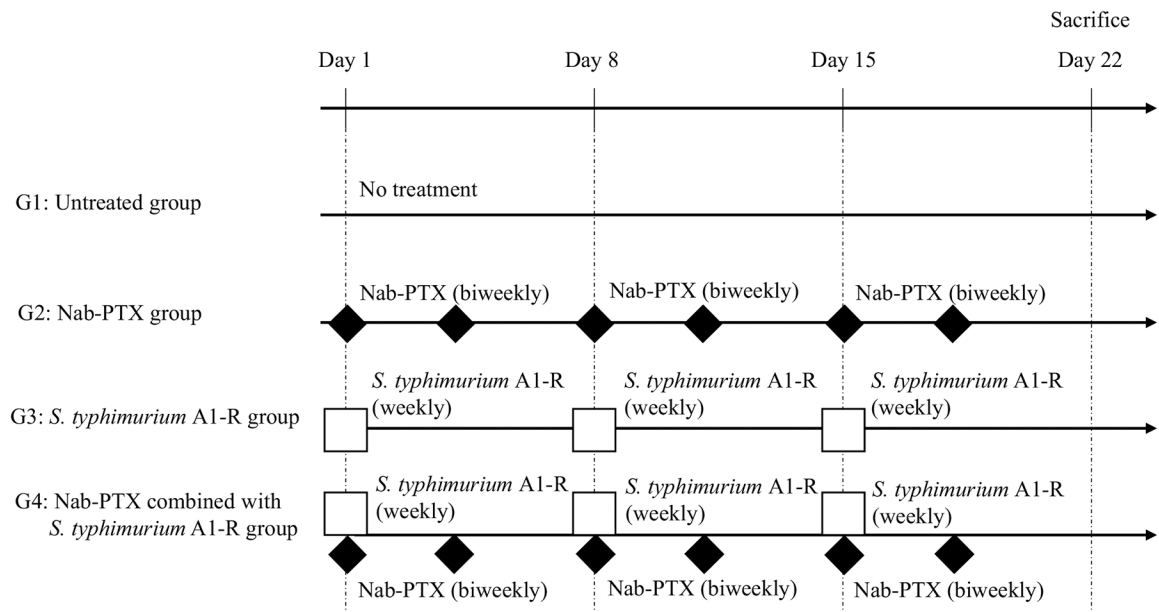 Sacrifice
Day 1 Day 8 Day 15 Day 22
No treatment
G1: Untreated group
Nab-PTX (biweekly) Nab-PTX (biweekly) Nab-PTX (biweekly)
G2: Nab-PTX group
S. typhimurium A1-R S. typhimurium A1-R S. typhimurium A1-R
(weekly) (weekly) (weekly)
G3: S. typhimurium A1-R group
S. typhimurium A1-R S. typhimurium A1-R S. typhimurium A1-R
(weekly) (weekly) (weekly)
G4: Nab-PTX combined with
S. typhimurium A1-R group
Nab-PTX (biweekly) Nab-PTX (biweekly) Nab-PTX (biweekly)